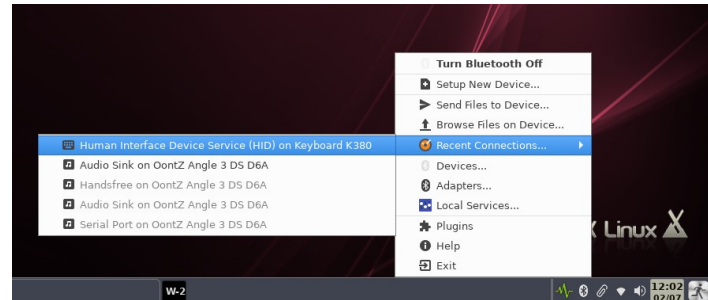 Turn Bluetooth Off
Setup New Device...
Send Files to Device...
Browse Files on Device...
Recent Connections...
Human Interface Device Service (HID) on Keyboard K380
Audio Sink on OontZ Angle 3 DS D6A
Handsfree on OontZ Angle 3 DS D6A
Audio Sink on OontZ Angle 3 DS D6A
Serial Port on OontZ Angle 3 DS D6A
Devices...
Adapters...
Local Services...
Plugins
Help
Exit
Linux
W-2
12:02
02/07